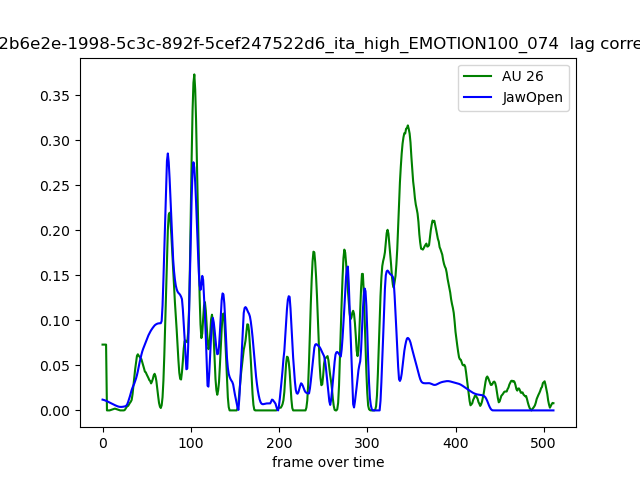 2b6e2e-1998-5c3c-892f-5cef247522d6_ita_high_EMOTION100_074 lag corre
AU 26
JawOpen
0.35
0.30
0.25
0.20
0.15
0.10
0.05
0.00
0 100 200 300 400 500
frame over time